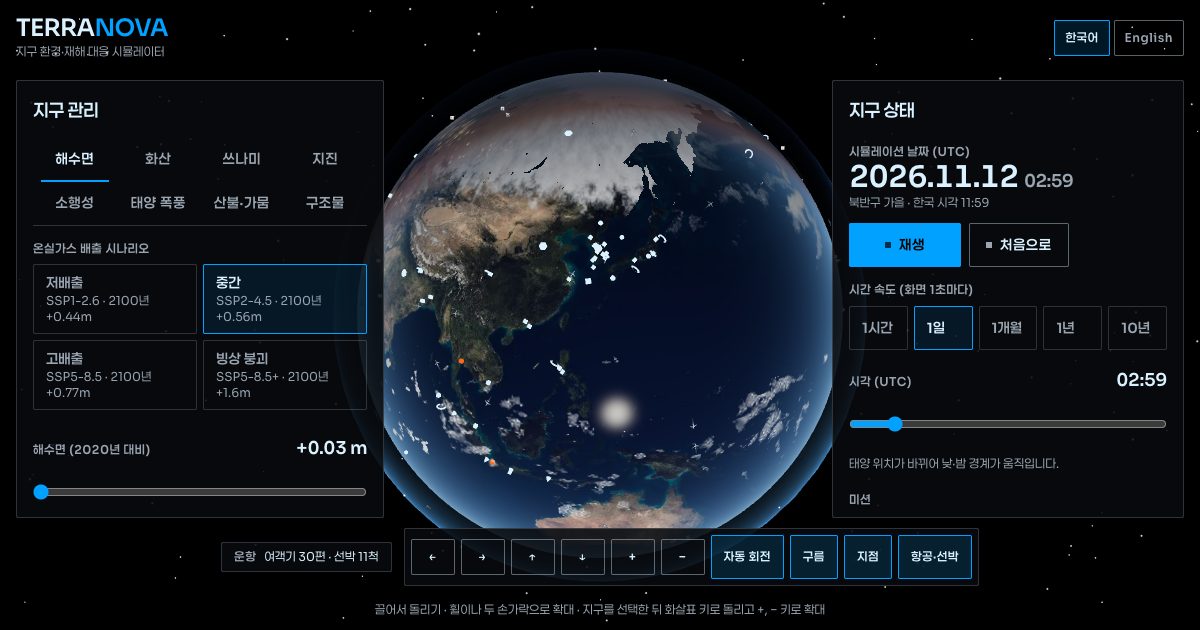 TERRANOVA
지구 환경·재해 대응 시뮬레이터
한국어
English
지구 관리
해수면
화산
쓰나미
지진
소행성
태양 폭풍
산불·가뭄
구조물
온실가스 배출 시나리오
저배출
SSP1-2.6 · 2100년
+0.44m
중간
SSP2-4.5 · 2100년
+0.56m
고배출
SSP5-8.5 · 2100년
+0.77m
빙상 붕괴
SSP5-8.5+ · 2100년
+1.6m
해수면 (2020년 대비)
+0.03 m
지구 상태
시뮬레이션 날짜 (UTC)
2026.11.12 02:59
북반구 가을 · 한국 시각 11:59
재생
처음으로
시간 속도 (화면 1초마다)
1시간
1일
1개월
1년
10년
시각 (UTC)
02:59
태양 위치가 바뀌어 낮·밤 경계가 움직입니다.
미션
운항 여객기 30편 · 선박 11척
← → ↑ ↓ + −
자동 회전
구름
지점
항공·선박
끌어서 돌리기 · 휠이나 두 손가락으로 확대 · 지구를 선택한 뒤 화살표 키로 돌리고 +, − 키로 확대